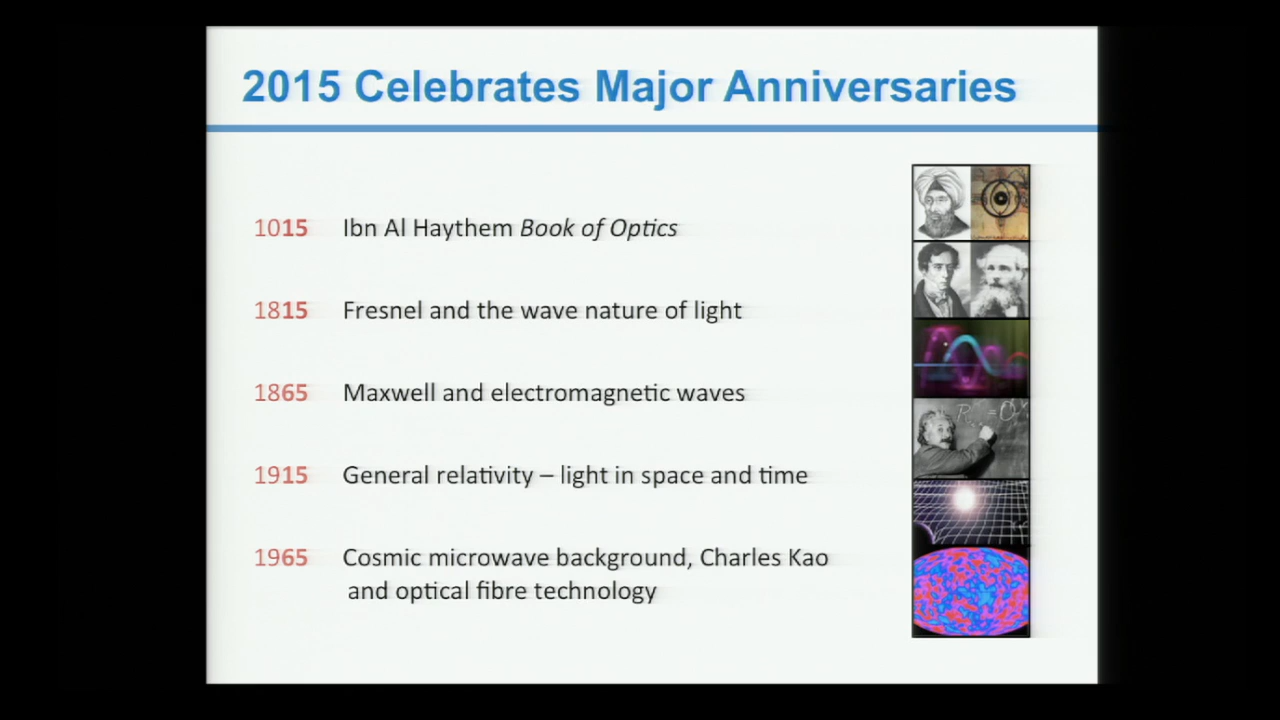 2015 Celebrates Major Anniversaries
1015 Ibn Al Haythem Book of Optics
1815 Fresnel and the wave nature of light
1865 Maxwell and electromagnetic waves
1915 General relativity – light in space and time
1965 Cosmic microwave background, Charles Kao
and optical fibre technology